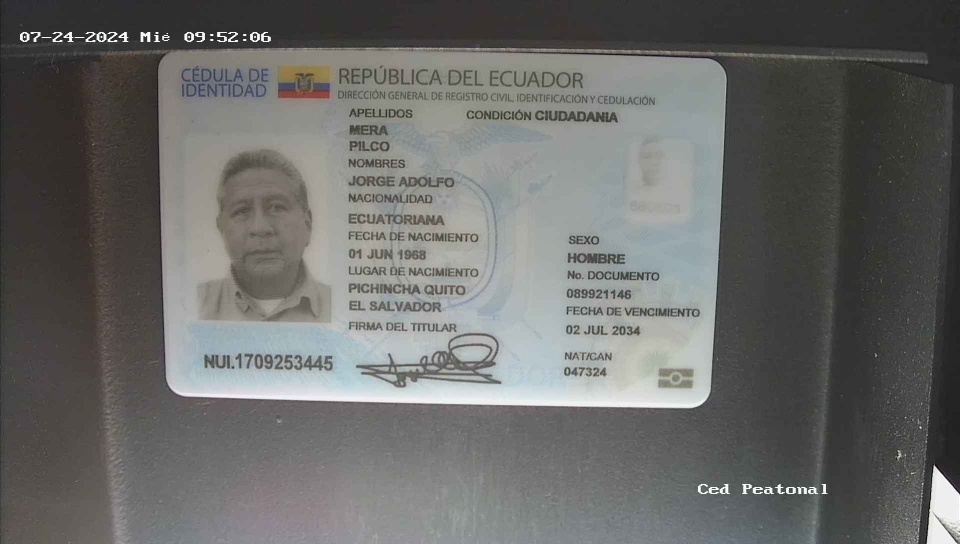 07-24-2024 Mié 09:52:06
CÉDULA DE
IDENTIDAD
REPÚBLICA DEL ECUADOR
DIRECCIÓN GENERAL DE REGISTRO CIVIL, IDENTIFICACIÓN Y CEDULACIÓN
APELLIDOS
CONDICIÓN CIUDADANIA
MERA
PILCO
NOMBRES
JORGE ADOLFO
NACIONALIDAD
ECUATORIANA
FECHA DE NACIMIENTO
01 JUN 1968
LUGAR DE NACIMIENTO
PICHINCHA QUITO
EL SALVADOR
FIRMA DEL TITULAR
SEXO
HOMBRE
No. DOCUMENTO
089921146
FECHA DE VENCIMIENTO
02 JUL 2034
NAT/CAN
047324
NUI.1709253445
Ced Peatonal